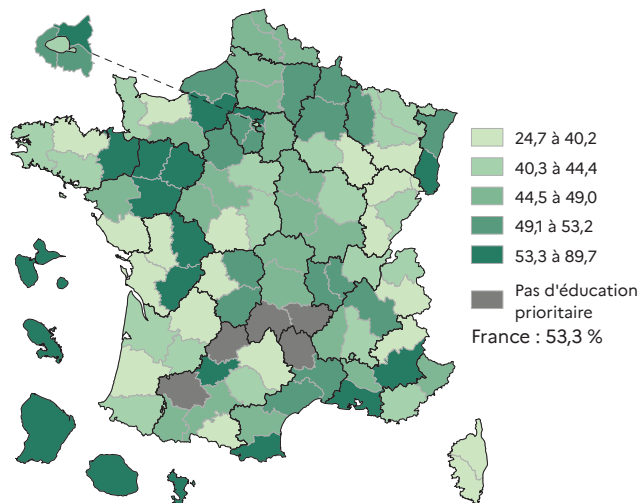 24,7 à 40,2
40,3 à 44,4
44,5 à 49,0
49,1 à 53,2
53,3 à 89,7
Pas d'éducation
prioritaire
France : 53,3 %